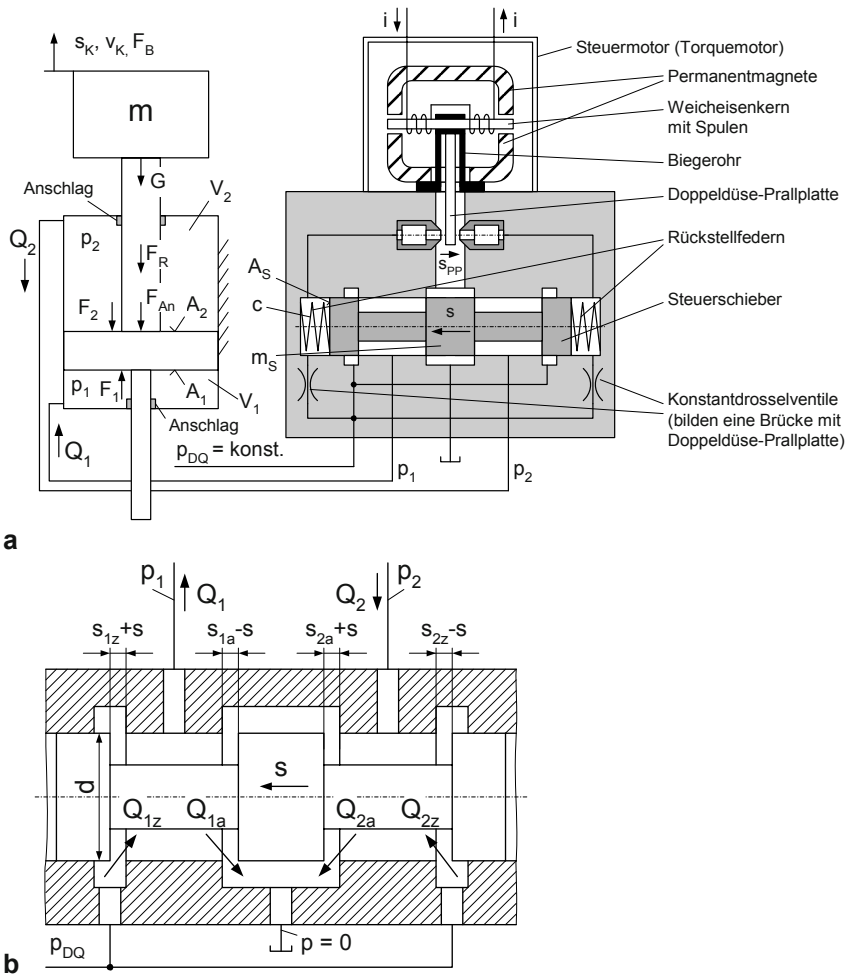 s_K, v_K, F_B
m
Anschlag
G
V_2
Q_2
p_2
F_R
F_2
F_An
A_2
p_1
F_1
A_1
V_1
Anschlag
Q_1
p_DQ = konst.
p_1
p_2
i
i
A_S
c
m_S
s
s_PP
Steuermotor (Torquemotor)
Permanentmagnete
Weicheisenkern
mit Spulen
Biegerohr
Doppeldüse-Prallplatte
Rückstellfedern
Steuerschieber
Konstantdrosselventile
(bilden eine Brücke mit
Doppeldüse-Prallplatte)
a
p_1
Q_1
Q_2
p_2
s_1z+s
s_1a-s
s_2a+s
s_2z-s
d
s
Q_1z
Q_1a
Q_2a
Q_2z
p_DQ
p = 0
b